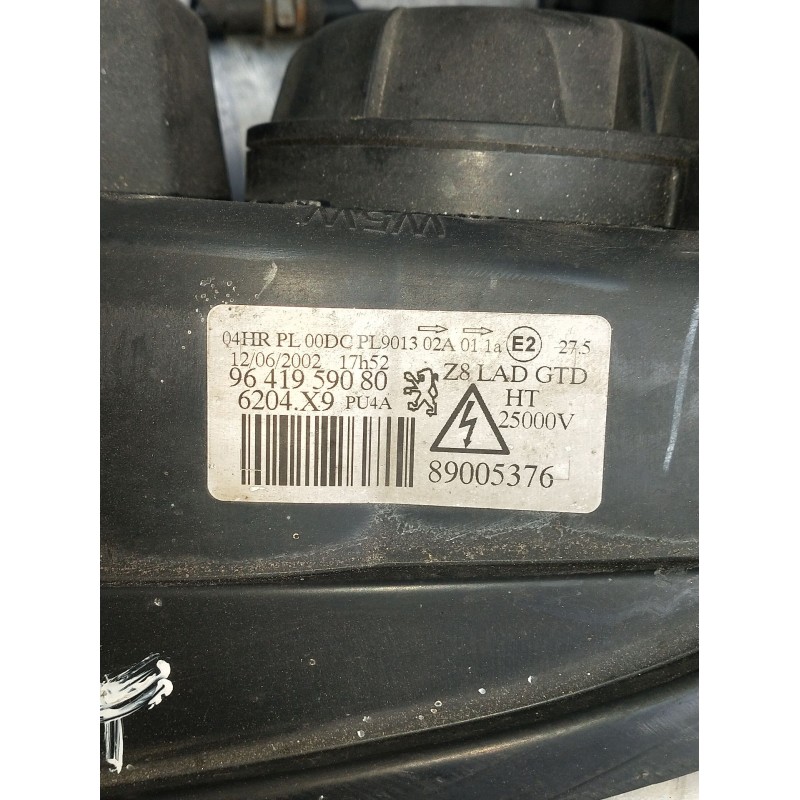 W5W
04HR PL 00DC PL9013 02A 01 1a E2 27.5
12/06/2002 17h52
96 419 590 80 Z8 LAD GTD
6204.X9 PU4A HT
25000V
89005376